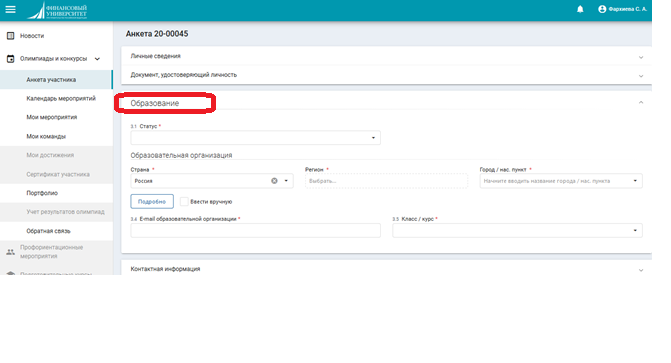 ФИНАНСОВЫЙ
УНИВЕРСИТЕТ
Фархиева С. А.
Новости
Олимпиады и конкурсы
Анкета участника
Календарь мероприятий
Мои мероприятия
Мои команды
Мои достижения
Сертификат участника
Портфолио
Учет результатов олимпиад
Обратная связь
Профориентационные
мероприятия
Анкета 20-00045
Личные сведения
Документ, удостоверяющий личность
Образование
3.1 Статус *
Образовательная организация
Страна * Регион * Город / нас. пункт *
Россия Выбрать... Начните вводить название города / нас. пункта
Подробно Ввести вручную
3.4 E-mail образовательной организации * 3.5 Класс / курс *
Контактная информация